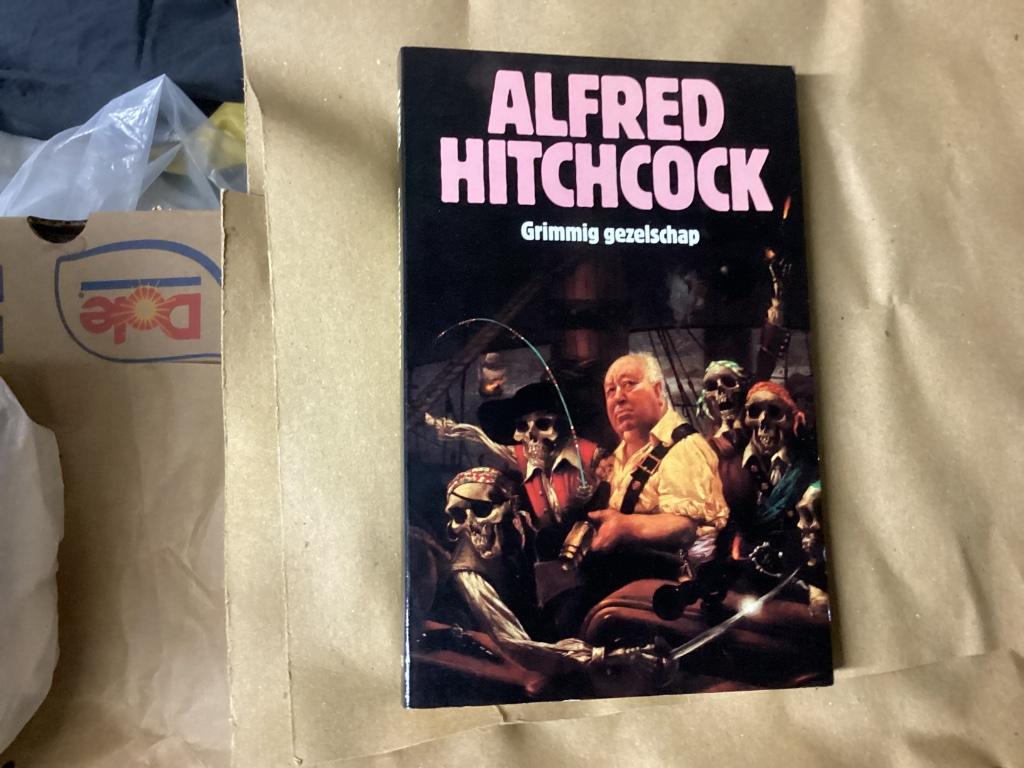 ALFRED
HITCHCOCK
Grimmig gezelschap
Dole